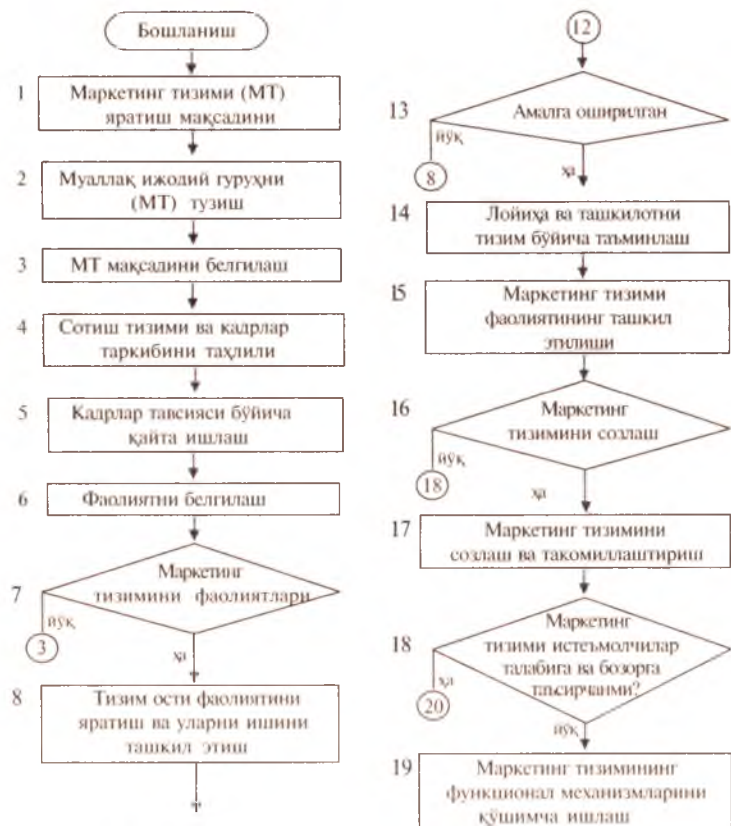 Бошланиш
1
Маркетинг тизими (МТ)
яратиш мақсадини
2
Муаллақ ижодий гуруҳни
(МТ) тузиш
3
МТ мақсадини белгилаш
4
Сотиш тизими ва кадрлар
таркибини таҳлили
5
Кадрлар тавсияси бўйича
қайта ишлаш
6
Фаолиятни белгилаш
7
Маркетинг
тизимини фаолиятлари
йўқ
3
ҳа
8
Тизим ости фаолиятини
яратиш ва уларни ишини
ташкил этиш
12
13
Амалга оширилган
йўқ
8
ҳа
14
Лойиҳа ва ташкилотни
тизим бўйича таъминлаш
15
Маркетинг тизими
фаолиятининг ташкил
этилиши
16
Маркетинг
тизимини созлаш
йўқ
18
ҳа
17
Маркетинг тизимини
созлаш ва такомиллаштириш
18
Маркетинг
тизими истеъмолчилар
талабига ва бозорга
таъсирчанми?
ҳа
20
йўқ
19
Маркетинг тизимининг
функционал механизмларини
қўшимча ишлаш